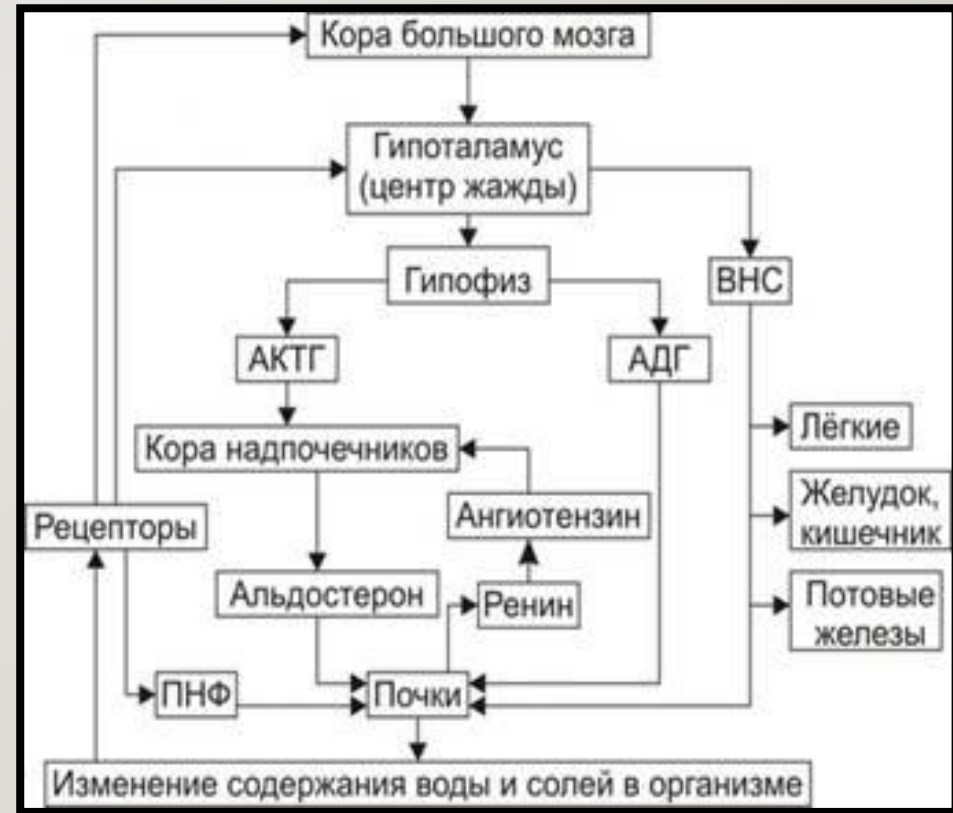 Кора большого мозга
Гипоталамус
(центр жажды)
Гипофиз
ВНС
АКТГ
АДГ
Лёгкие
Кора надпочечников
Желудок,
кишечник
Ангиотензин
Рецепторы
Альдостерон
Ренин
Потовые
железы
ПНФ
Почки
Изменение содержания воды и солей в организме